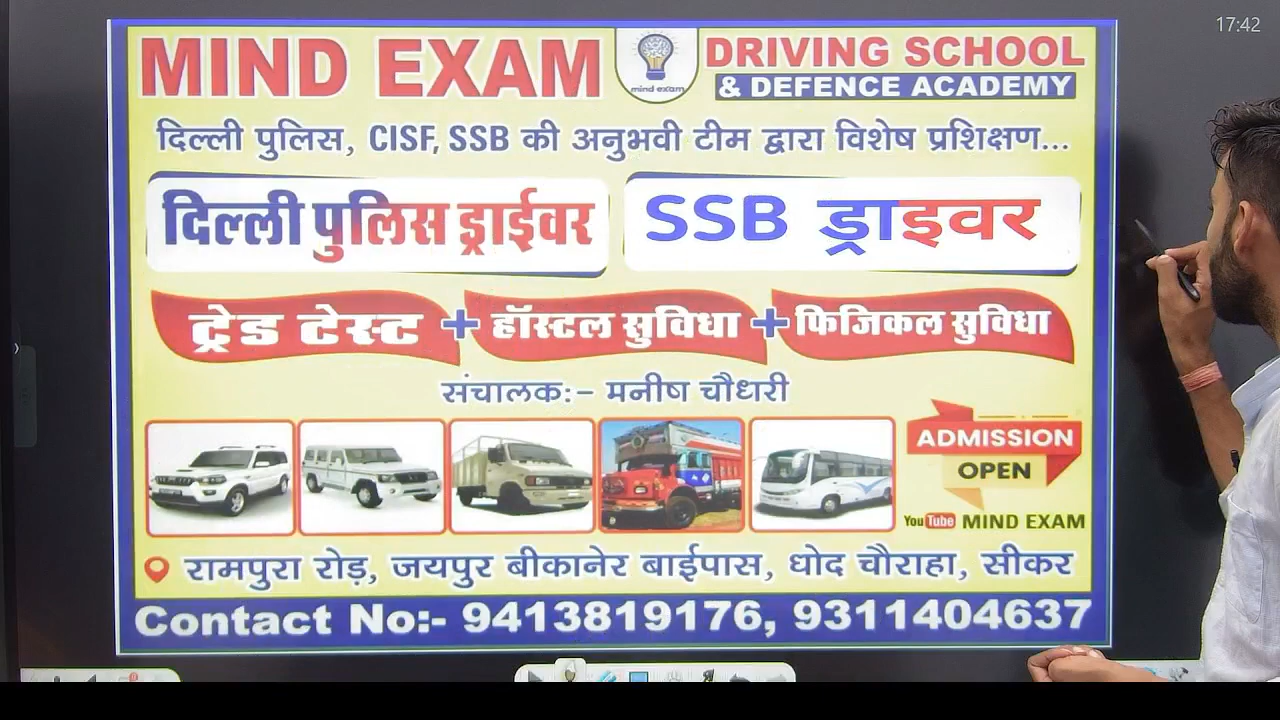 17:42
MIND EXAM
mind exam
DRIVING SCHOOL
& DEFENCE ACADEMY
दिल्ली पुलिस, CISF, SSB की अनुभवी टीम द्वारा विशेष प्रशिक्षण...
दिल्ली पुलिस ड्राईवर
SSB ड्राइवर
ट्रेड टेस्ट + हॉस्टल सुविधा + फिजिकल सुविधा
संचालक:- मनीष चौधरी
ADMISSION
OPEN
YouTube MIND EXAM
रामपुरा रोड़, जयपुर बीकानेर बाईपास, धोद चौराहा, सीकर
Contact No:- 9413819176, 9311404637